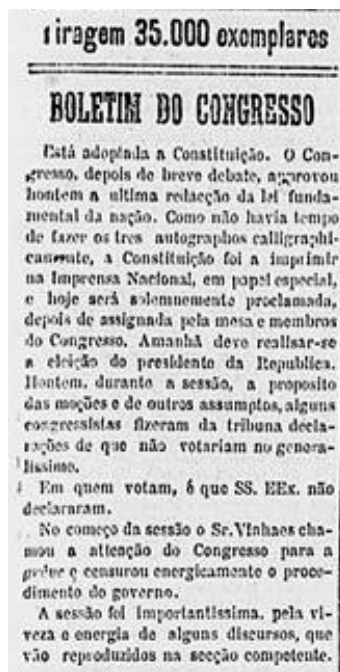 Tiragem 35.000 exemplares
BOLETIM DO CONGRESSO
Está adoptada a Constituição. O Con-
gresso, depois de breve debate, approvou
hontem a ultima redacção da lei funda-
mental da nação. Como não havia tempo
de fazer os tres autographos calligraphi-
camente, a Constituição foi a imprimir
na Imprensa Nacional, em papel especial,
e hoje será solemnemente proclamada,
depois de assignada pela mesa e membros
do Congresso. Amanhã deve realisar-se
a eleição do presidente da Republica.
Hontem, durante a sessão, a proposito
das moções e de outros assumptos, alguns
congressistas fizeram da tribuna decla-
rações de que não votariam no genera-
lissimo.
Em quem votam, é que SS. EEx. não
declararam.
No começo da sessão o Sr. Vinhaes cha-
mou a attenção do Congresso para a
gréve e censurou energicamente o proce-
dimento do governo.
A sessão foi importantissima, pela vi-
veza e energia de alguns discursos, que
vão reproduzidos na secção competente.